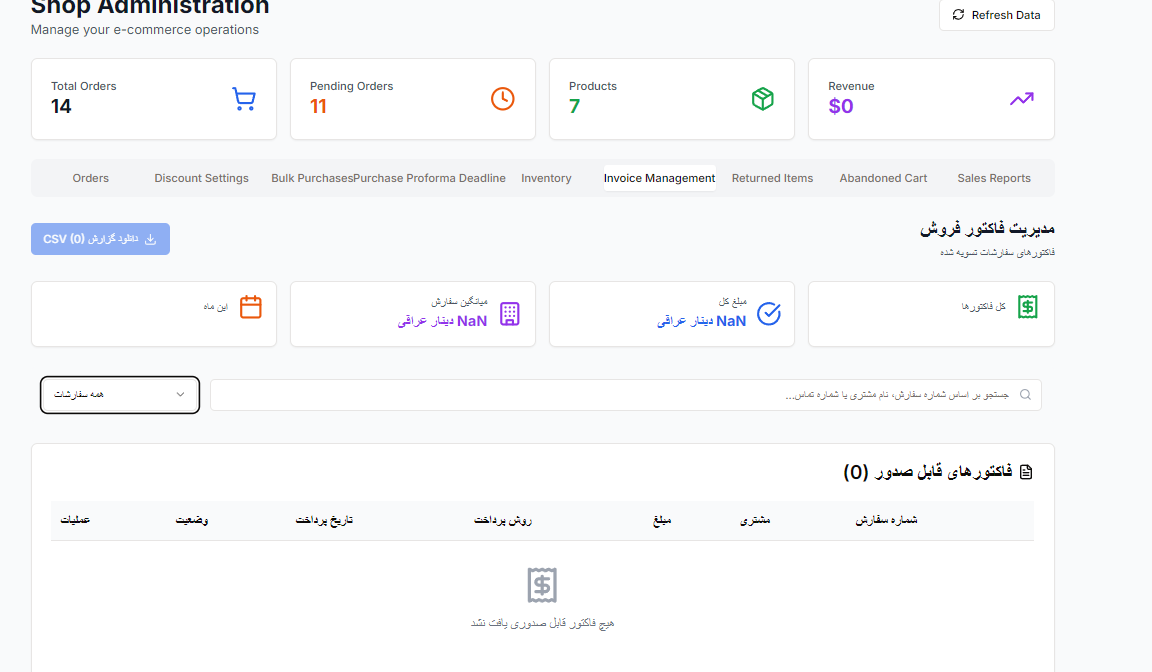 Shop Administration
Manage your e-commerce operations
Refresh Data
Total Orders
14
Pending Orders
11
Products
7
Revenue
$0
Orders
Discount Settings
Bulk Purchases
Purchase Proforma Deadline
Inventory
Invoice Management
Returned Items
Abandoned Cart
Sales Reports
مدیریت فاکتور فروش
فاکتورهای سفارشات تسویه شده
دانلود گزارش CSV (0)
کل فاکتورها
مبلغ کل
NaN دینار عراقی
میانگین سفارش
NaN دینار عراقی
این ماه
جستجو بر اساس شماره سفارش، نام مشتری یا شماره تماس...
همه سفارشات
فاکتورهای قابل صدور (0)
شماره سفارش
مشتری
مبلغ
روش پرداخت
تاریخ پرداخت
وضعیت
عملیات
هیچ فاکتور قابل صدوری یافت نشد